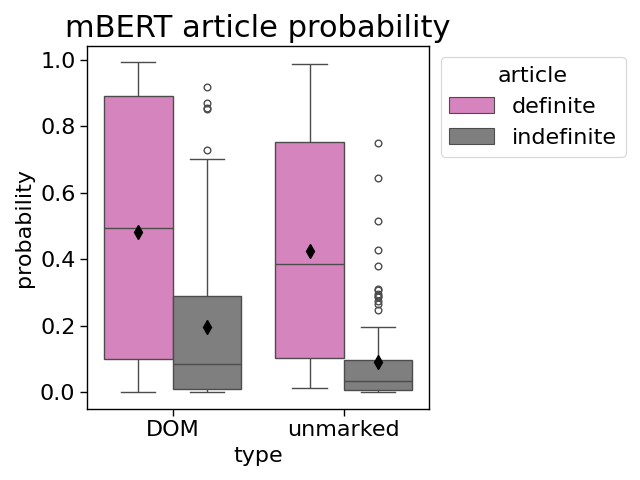 mBERT article probability
1.0
0.8
0.6
0.4
0.2
0.0
probability
DOM unmarked
type
article
definite
indefinite